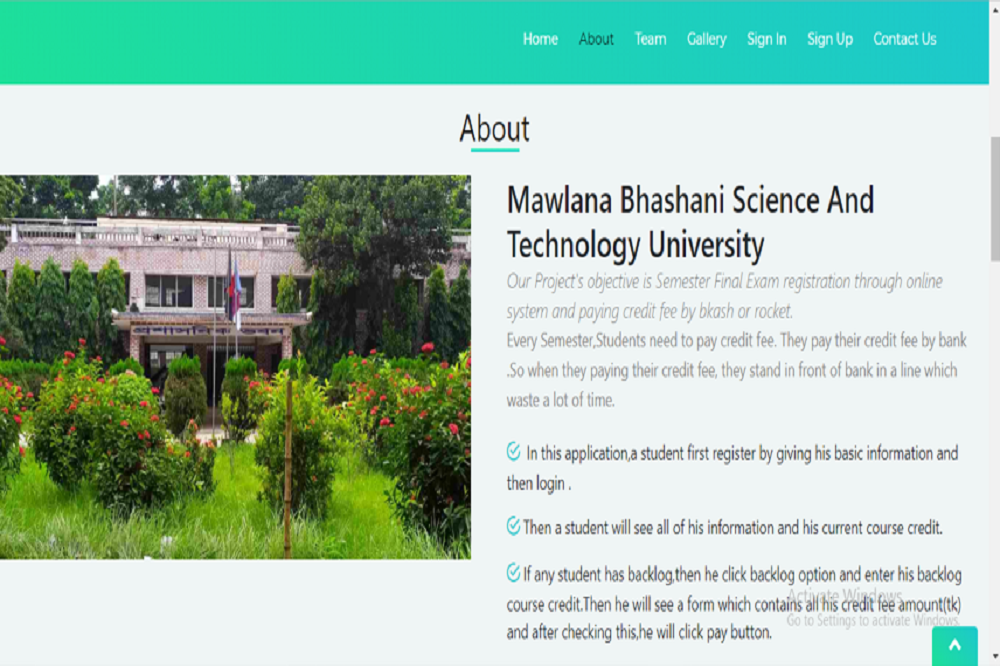 Home About Team Gallery Sign In Sign Up Contact Us
About
Mawlana Bhashani Science And
Technology University
Our Project's objective is Semester Final Exam registration through online
system and paying credit fee by bkash or rocket.
Every Semester,Students need to pay credit fee. They pay their credit fee by bank
.So when they paying their credit fee, they stand in front of bank in a line which
waste a lot of time.
In this application,a student first register by giving his basic information and
then login .
Then a student will see all of his information and his current course credit.
If any student has backlog,then he click backlog option and enter his backlog
course credit.Then he will see a form which contains all his credit fee amount(tk)
and after checking this,he will click pay button.
Activate Windows
Go to Settings to activate Windows.